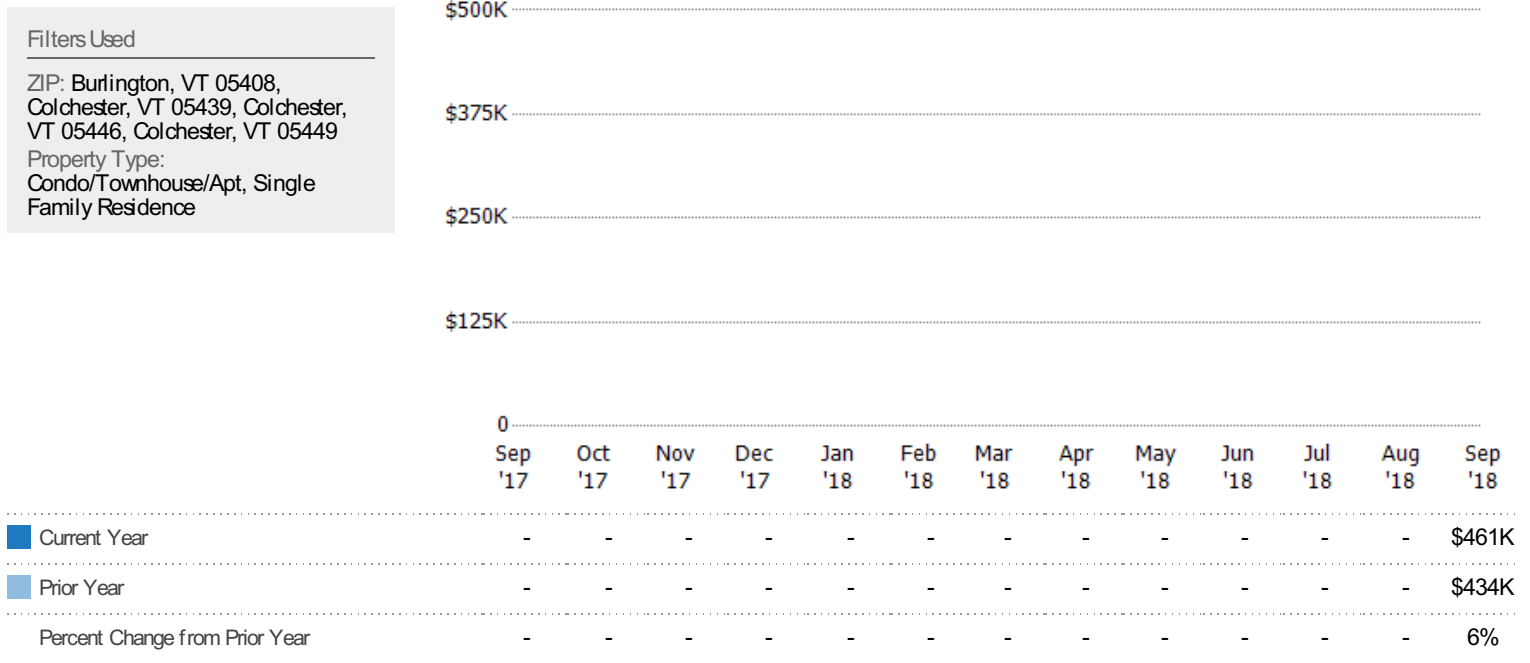 Filters Used
ZIP: Burlington, VT 05408,
Colchester, VT 05439, Colchester,
VT 05446, Colchester, VT 05449
Property Type:
Condo/Townhouse/Apt, Single
Family Residence
$500K
$375K
$250K
$125K
0
Sep Oct Nov Dec Jan Feb Mar Apr May Jun Jul Aug Sep
'17 '17 '17 '17 '18 '18 '18 '18 '18 '18 '18 '18 '18
Current Year - - - - - - - - - - - - $461K
Prior Year - - - - - - - - - - - - $434K
Percent Change from Prior Year - - - - - - - - - - - - 6%